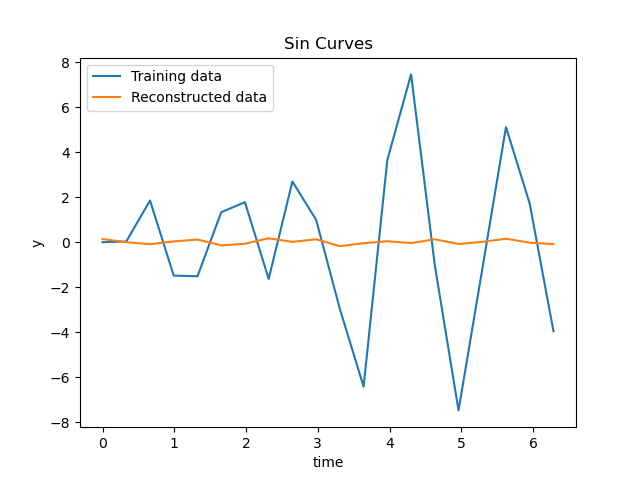 Sin Curves
Training data
Reconstructed data
8
6
4
2
0
−2
−4
−6
−8
y
0 1 2 3 4 5 6
time